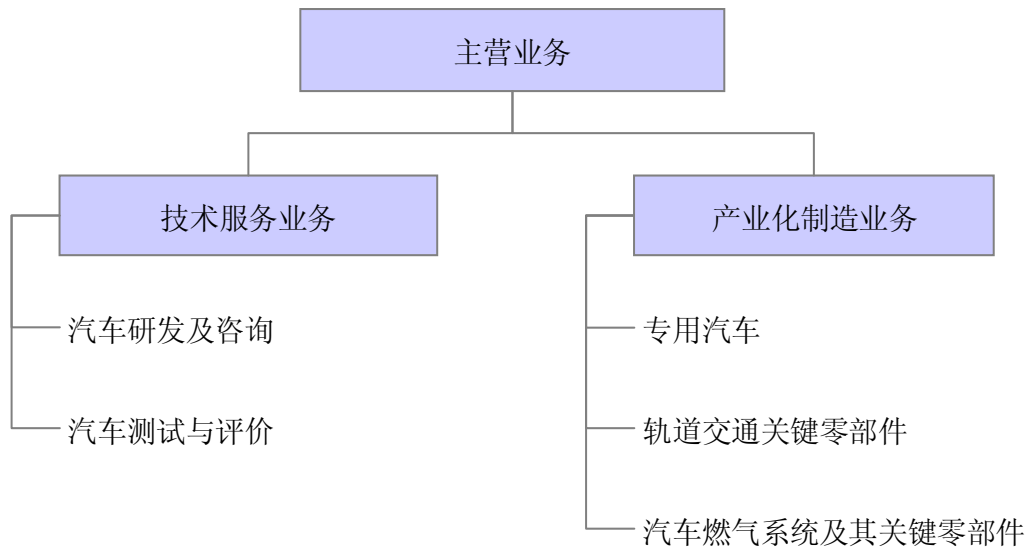 主营业务
技术服务业务
产业化制造业务
汽车研发及咨询
专用汽车
汽车测试与评价
轨道交通关键零部件
汽车燃气系统及其关键零部件